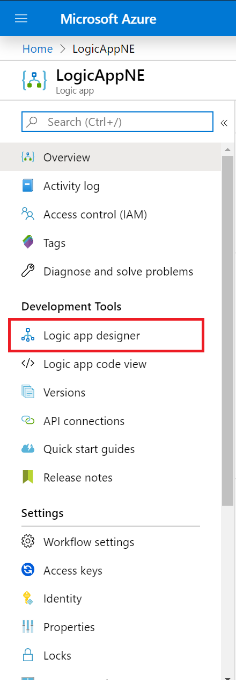 Microsoft Azure
Home > LogicAppNE
LogicAppNE
Logic app
Search (Ctrl+/)
Overview
Activity log
Access control (IAM)
Tags
Diagnose and solve problems
Development Tools
Logic app designer
Logic app code view
Versions
API connections
Quick start guides
Release notes
Settings
Workflow settings
Access keys
Identity
Properties
Locks